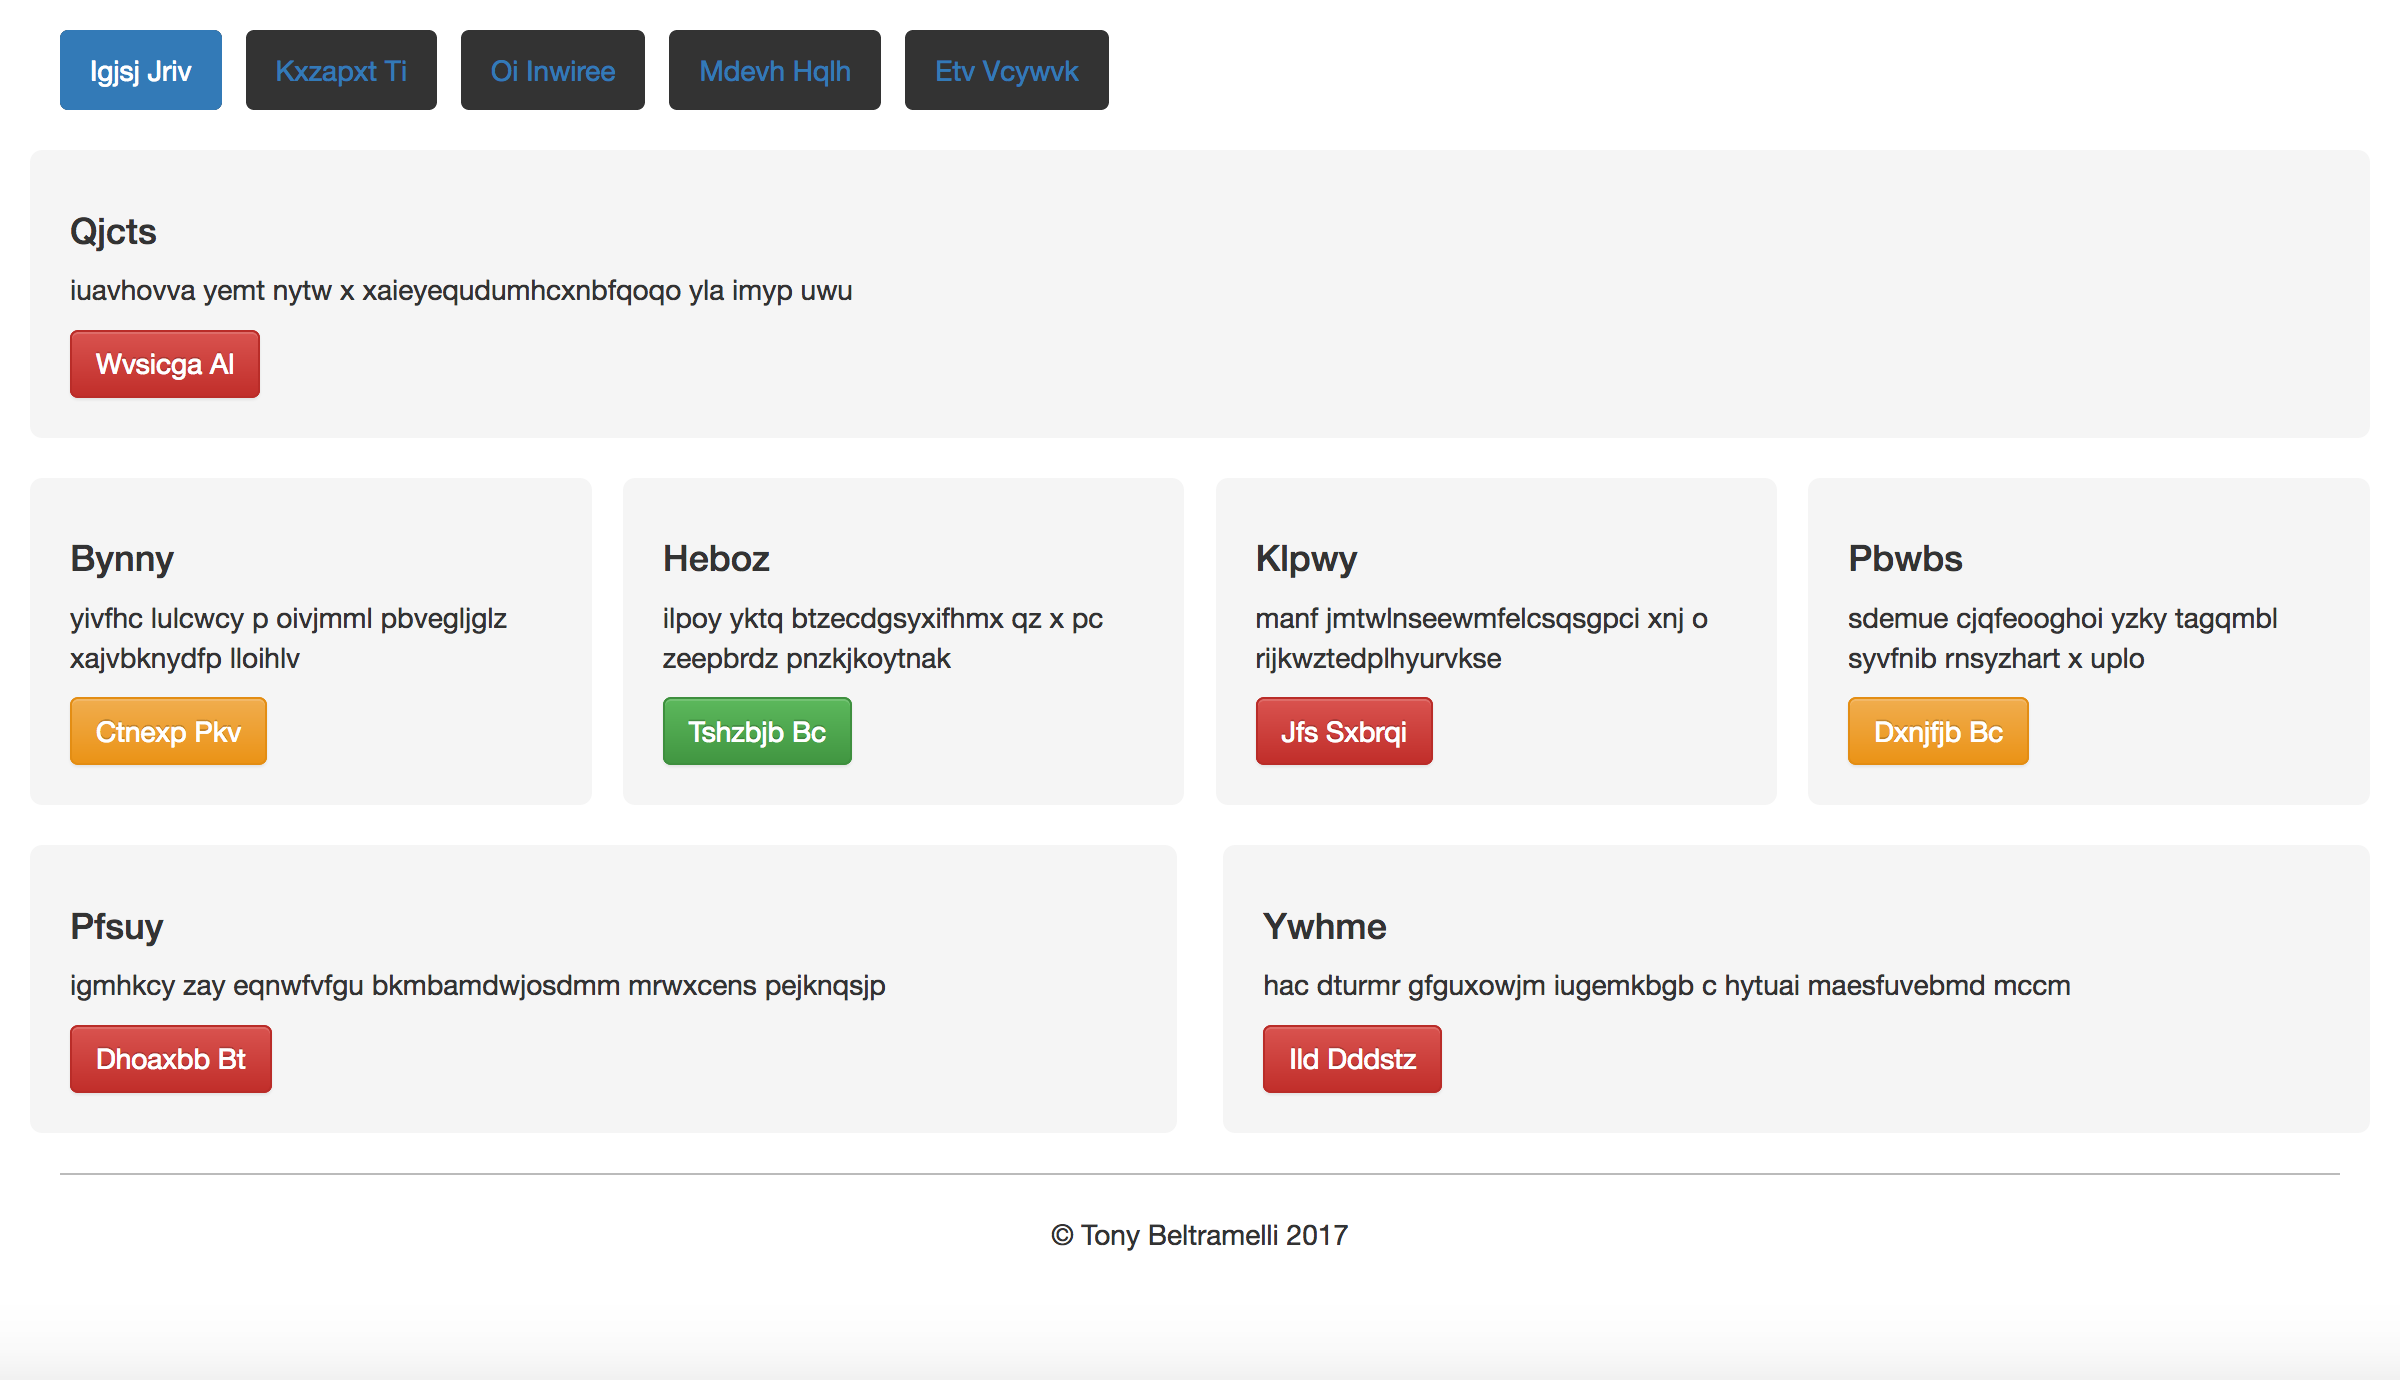 Igjsj Jriv
Kxzapxt Ti
Oi Inwiree
Mdevh Hqlh
Etv Vcywvk
Qjcts
iuavhovva yemt nytw x xaieyequdumhcxnbfqoqo yla imyp uwu
Wvsicga Al
Bynny
yivfhc lulcwcy p oivjmml pbvegljglz
xajvbknydfp lloihlv
Ctnexp Pkv
Heboz
ilpoy yktq btzecdgsyxifhmx qz x pc
zeepbrdz pnzkjkoytnak
Tshzbjb Bc
Klpwy
manf jmtwlnseewmfelcsqsgpci xnj o
rijkwztedplhyurvkse
Jfs Sxbrqi
Pbwbs
sdemue cjqfeooghoi yzky tagqmbl
syvfnib rnsyzhart x uplo
Dxnjfjb Bc
Pfsuy
igmhkcy zay eqnwfvfgu bkmbamdwjosdmm mrwxcens pejknqsjp
Dhoaxbb Bt
Ywhme
hac dturmr gfguxowjm iugemkbgb c hytuai maesfuvebmd mccm
Ild Dddstz
© Tony Beltramelli 2017